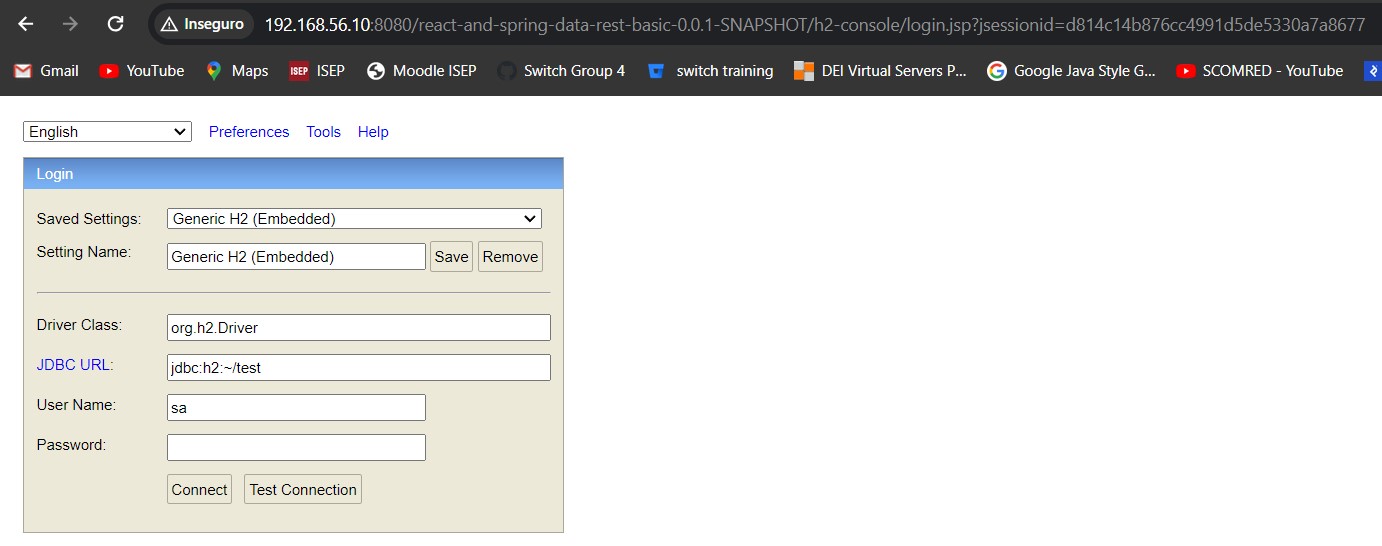 Inseguro 192.168.56.10:8080/react-and-spring-data-rest-basic-0.0.1-SNAPSHOT/h2-console/login.jsp?jsessionid=d814c14b876cc4991d5de5330a7a8677
Gmail YouTube Maps ISEP ISEP Moodle ISEP Switch Group 4 switch training DEI Virtual Servers P... Google Java Style G... SCOMRED - YouTube
English Preferences Tools Help
Login
Saved Settings: Generic H2 (Embedded)
Setting Name: Generic H2 (Embedded) Save Remove
Driver Class: org.h2.Driver
JDBC URL: jdbc:h2:~/test
User Name: sa
Password:
Connect Test Connection